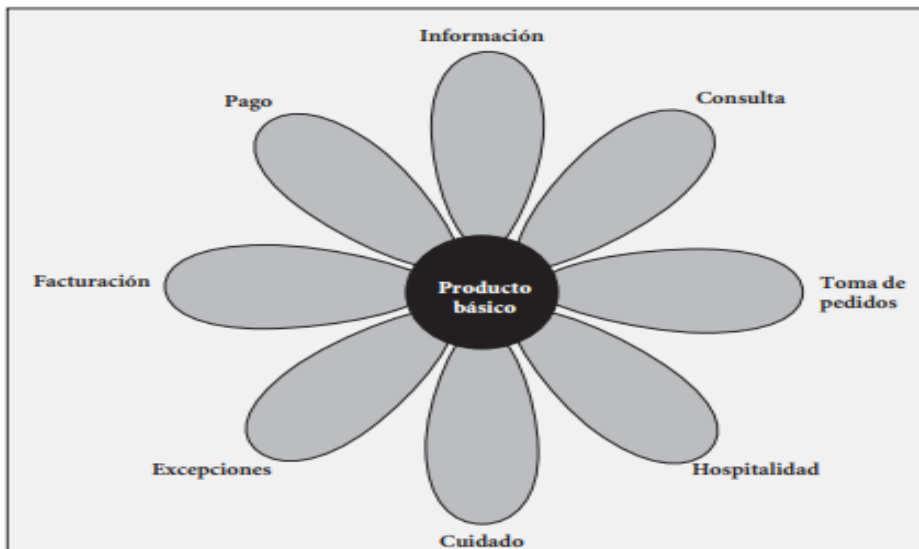 Información
Pago
Consulta
Facturación
Producto
básico
Toma de
pedidos
Excepciones
Hospitalidad
Cuidado